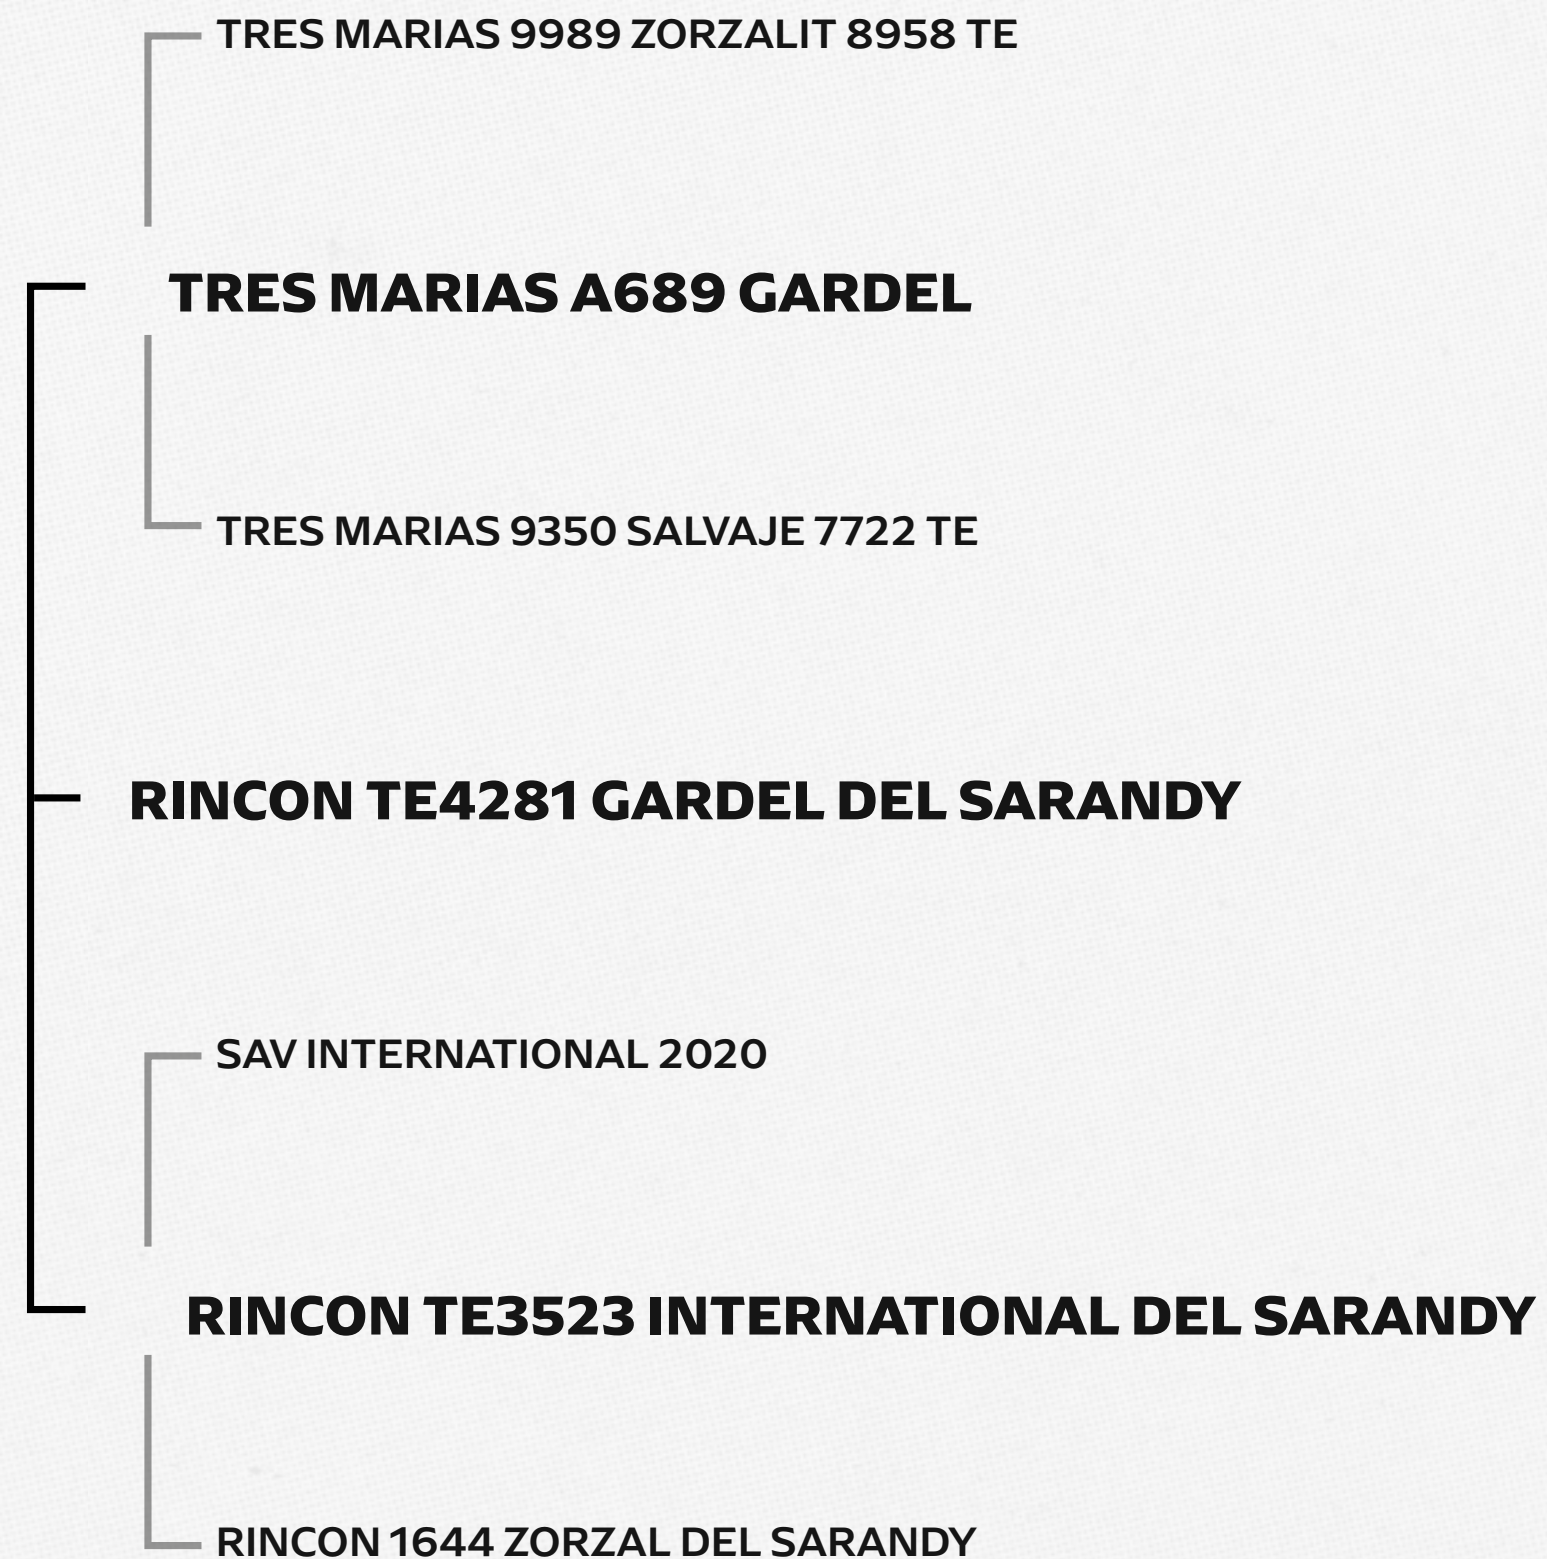 TRES MARIAS 9989 ZORZALIT 8958 TE
TRES MARIAS A689 GARDEL
TRES MARIAS 9350 SALVAJE 7722 TE
RINCON TE4281 GARDEL DEL SARANDY
SAV INTERNATIONAL 2020
RINCON TE3523 INTERNATIONAL DEL SARANDY
RINCON 1644 ZORZAL DEL SARANDY